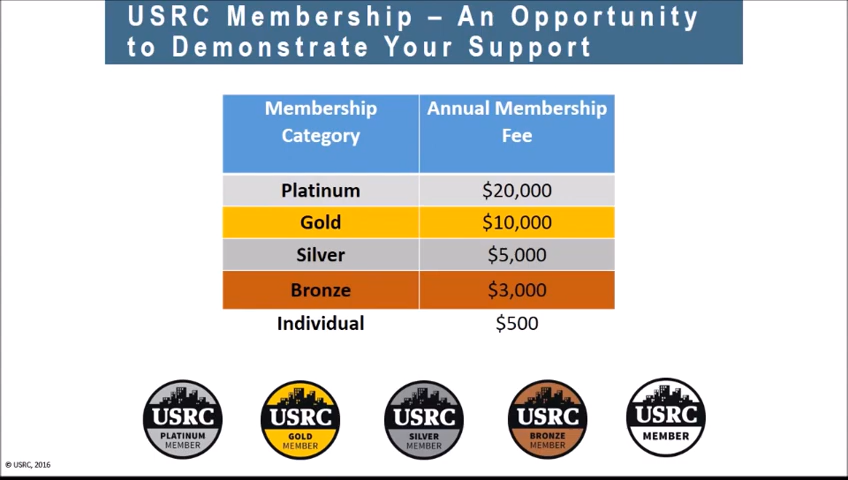 USRC Membership – An Opportunity
to Demonstrate Your Support
Membership Category Annual Membership Fee
Platinum $20,000
Gold $10,000
Silver $5,000
Bronze $3,000
Individual $500
USRC PLATINUM MEMBER
USRC GOLD MEMBER
USRC SILVER MEMBER
USRC BRONZE MEMBER
USRC MEMBER
© USRC, 2016